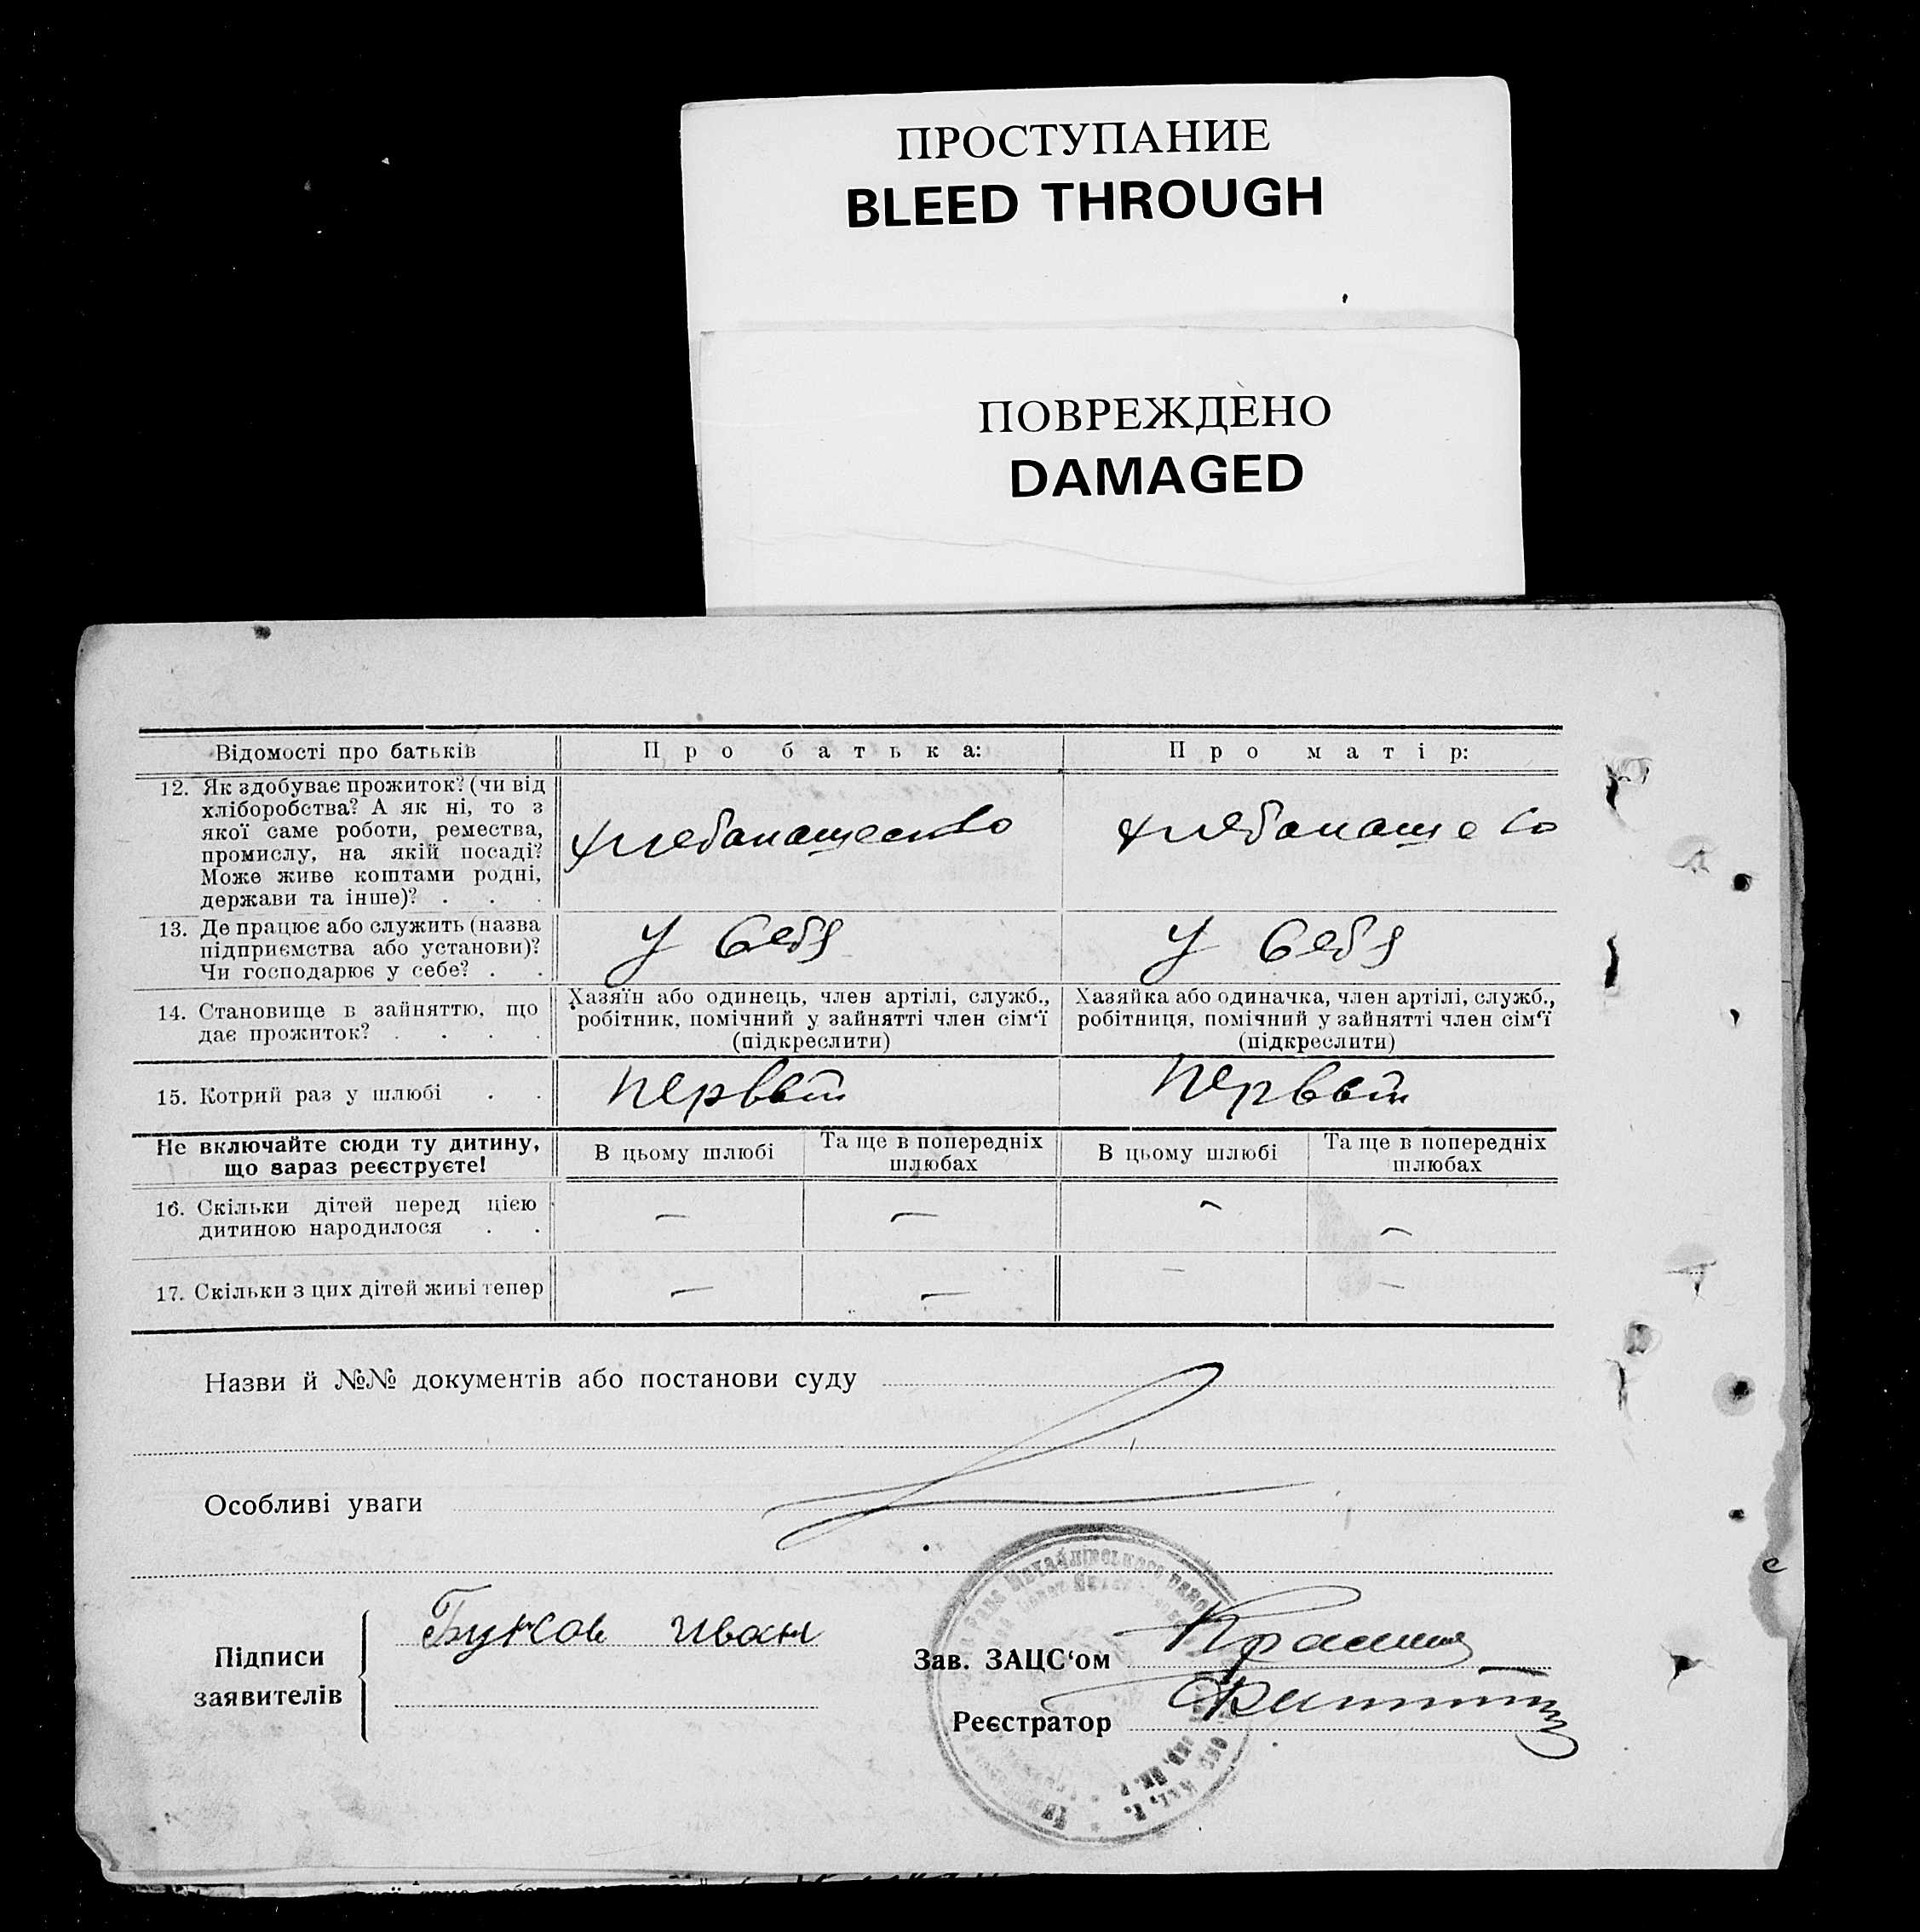 ПРОСТУПАНИЕ
BLEED THROUGH
ПОВРЕЖДЕНО
DAMAGED
Відомості про батьків
Про батька:
Про матір:
12. Як здобуває прожиток? (чи від
хліборобства? А як ні, то з
якої саме роботи, ремества,
промислу, на якій посаді?
Може живе коштами родні,
держави та інше)? . . .
хлебопашество
хлебопаше во
13. Де працює або служить (назва
підприємства або установи)?
Чи господарює у себе? . .
у себя
у себя
14. Становище в зайняттю, що
дає прожиток? . . . .
Хазяїн або одинець, член артілі, служб.,
робітник, помічний у зайнятті член сім‘ї
(підкреслити)
Хазяйка або одиначка, член артілі, служб.,
робітниця, помічний у зайнятті член сім‘ї
(підкреслити)
15. Котрий раз у шлюбі . .
первый
первый
Не включайте сюди ту дитину,
що зараз реєструєте!
В цьому шлюбі
Та ще в попередніх
шлюбах
В цьому шлюбі
Та ще в попередніх
шлюбах
16. Скільки дітей перед цією
дитиною народилося . .
— — — —
17. Скільки з цих дітей живі тепер
— — — —
Назви й №№ документів або постанови суду
Особливі уваги
Підписи
заявителів
Буксов Иван
Зав. ЗАЦС‘ом
Реєстратор